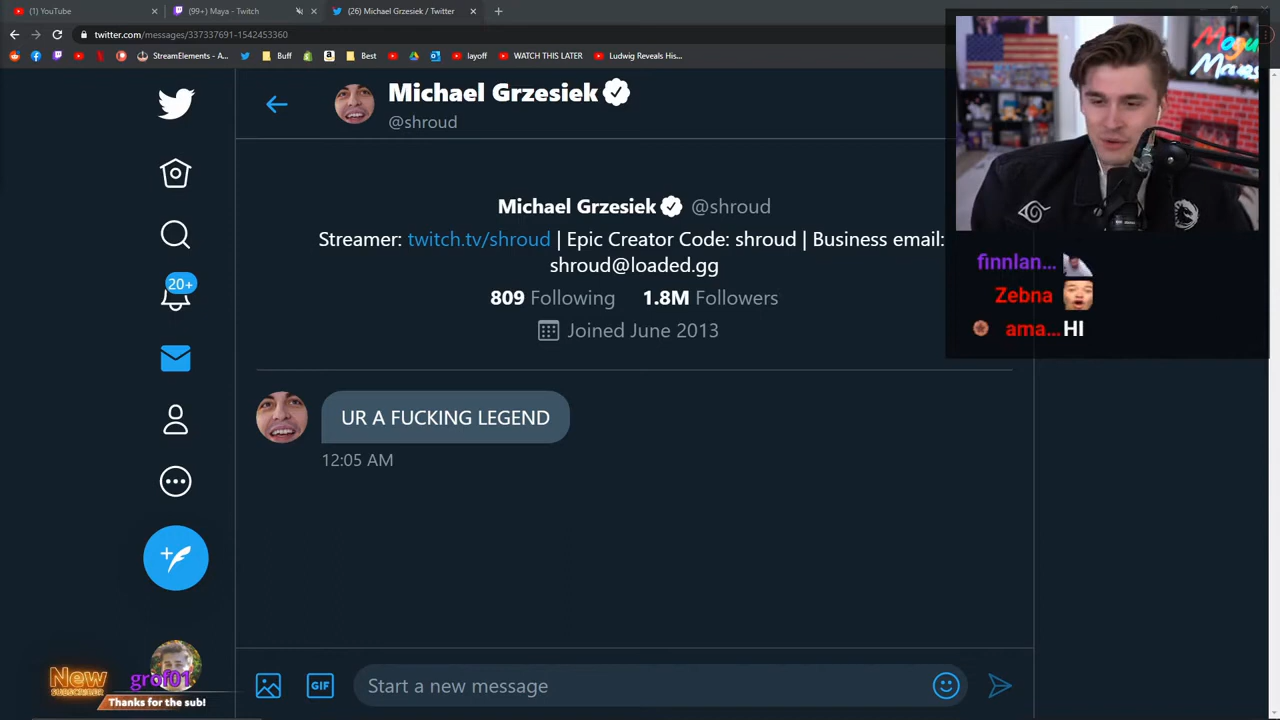 (1) YouTube
(99+) Maya - Twitch
(26) Michael Grzesiek / Twitter
twitter.com/messages/337337691-1542453360
StreamElements - A...
Buff
Best
layoff
WATCH THIS LATER
Ludwig Reveals His...
Michael Grzesiek
@shroud
Michael Grzesiek @shroud
Streamer: twitch.tv/shroud | Epic Creator Code: shroud | Business email:
shroud@loaded.gg
809 Following 1.8M Followers
Joined June 2013
20+
UR A FUCKING LEGEND
12:05 AM
GIF
Start a new message
New
SUBSCRIBER
grof01
Thanks for the sub!
finnlan...
Zebna
ama... HI